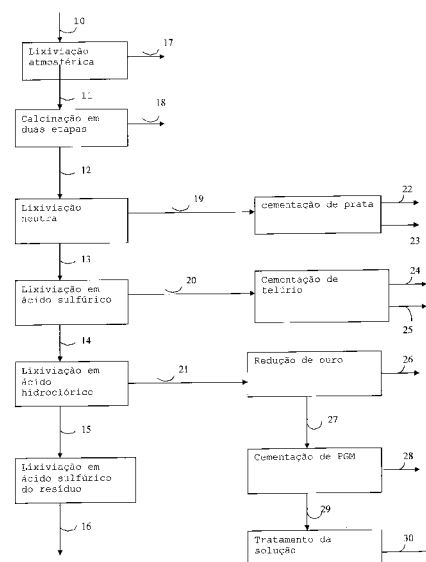 10
Lixiviação
atmosférica
17
11
18
Calcinação em
duas etapas
12
Lixiviação
neutra
19
cementação de prata
22
23
13
Lixiviação em
ácido sulfúrico
20
Cementação de
telírio
24
25
14
Lixiviação em
ácido
hidroclórico
21
Redução de ouro
26
27
15
Lixiviação em
ácido sulfúrico
do resíduo
Cementação de PGM
28
29
16
Tratamento da
solução
30